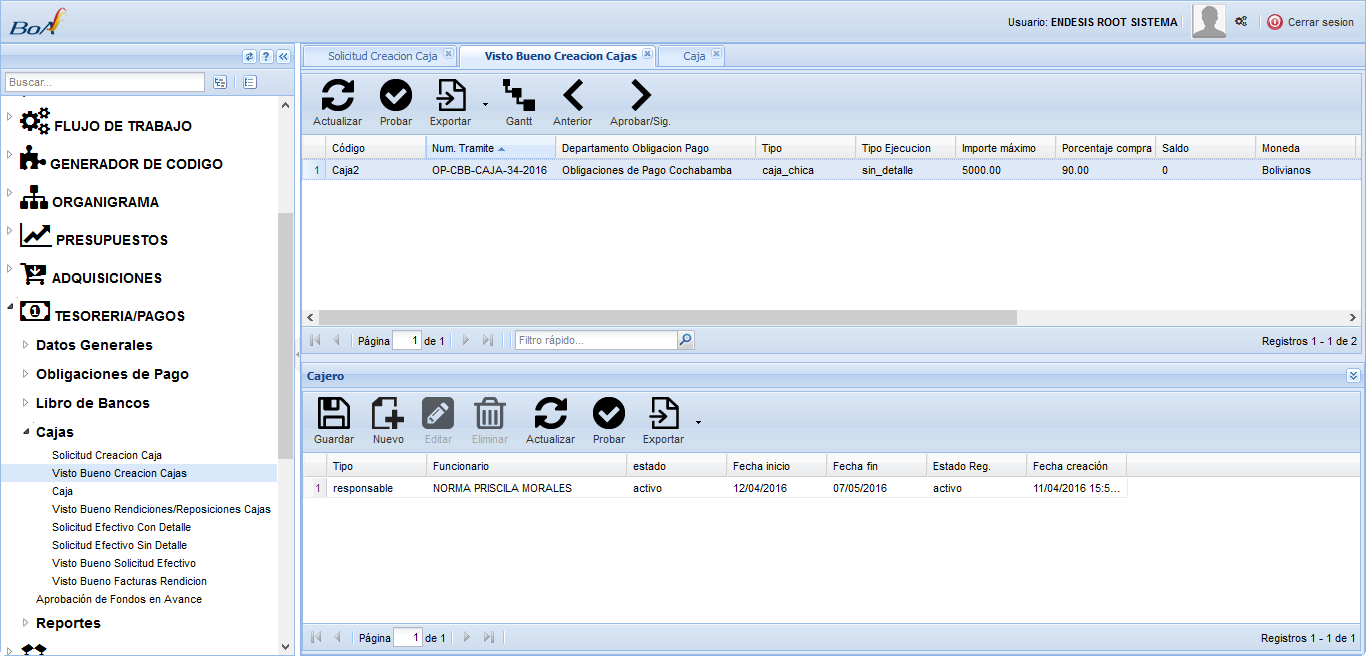 BoA
Usuario: ENDESIS ROOT SISTEMA
Cerrar sesion
Buscar...
FLUJO DE TRABAJO
GENERADOR DE CODIGO
ORGANIGRAMA
PRESUPUESTOS
ADQUISICIONES
TESORERIA/PAGOS
Datos Generales
Obligaciones de Pago
Libro de Bancos
Cajas
Solicitud Creacion Caja
Visto Bueno Creacion Cajas
Caja
Visto Bueno Rendiciones/Reposiciones Cajas
Solicitud Efectivo Con Detalle
Solicitud Efectivo Sin Detalle
Visto Bueno Solicitud Efectivo
Visto Bueno Facturas Rendicion
Aprobación de Fondos en Avance
Reportes
Solicitud Creacion Caja Visto Bueno Creacion Cajas Caja
Actualizar Probar Exportar Gantt Anterior Aprobar/Sig.
Código Num. Tramite Departamento Obligacion Pago Tipo Tipo Ejecucion Importe máximo Porcentaje compra Saldo Moneda
1 Caja2 OP-CBB-CAJA-34-2016 Obligaciones de Pago Cochabamba caja_chica sin_detalle 5000.00 90.00 0 Bolivianos
Página 1 de 1 Filtro rápido... Registros 1 - 1 de 2
Cajero
Guardar Nuevo Editar Eliminar Actualizar Probar Exportar
Tipo Funcionario estado Fecha inicio Fecha fin Estado Reg. Fecha creación
1 responsable NORMA PRISCILA MORALES activo 12/04/2016 07/05/2016 activo 11/04/2016 15:5...
Página 1 de 1 Registros 1 - 1 de 1